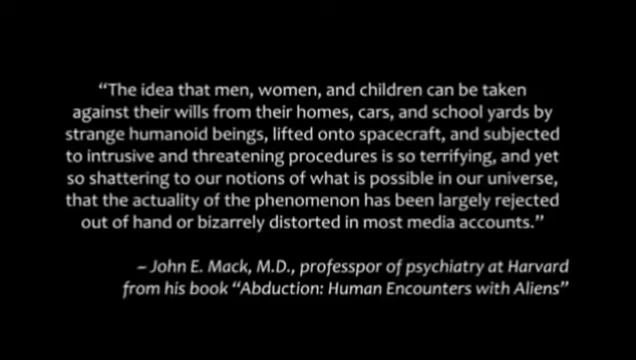 “The idea that men, women, and children can be taken
against their wills from their homes, cars, and school yards by
strange humanoid beings, lifted onto spacecraft, and subjected
to intrusive and threatening procedures is so terrifying, and yet
so shattering to our notions of what is possible in our universe,
that the actuality of the phenomenon has been largely rejected
out of hand or bizarrely distorted in most media accounts.”
– John E. Mack, M.D., professpor of psychiatry at Harvard
from his book “Abduction: Human Encounters with Aliens”